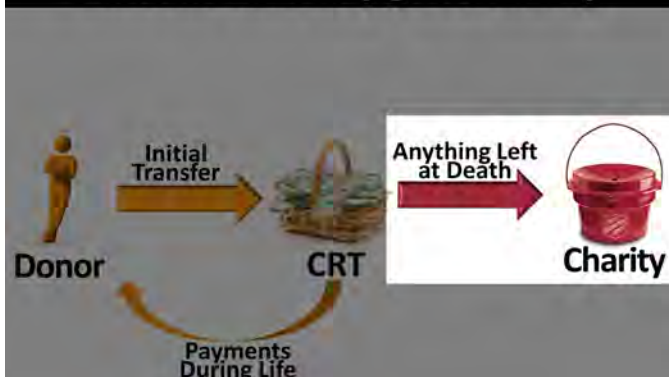 Initial
Transfer
Anything Left
at Death
Donor
CRT
Charity
Payments
During Life